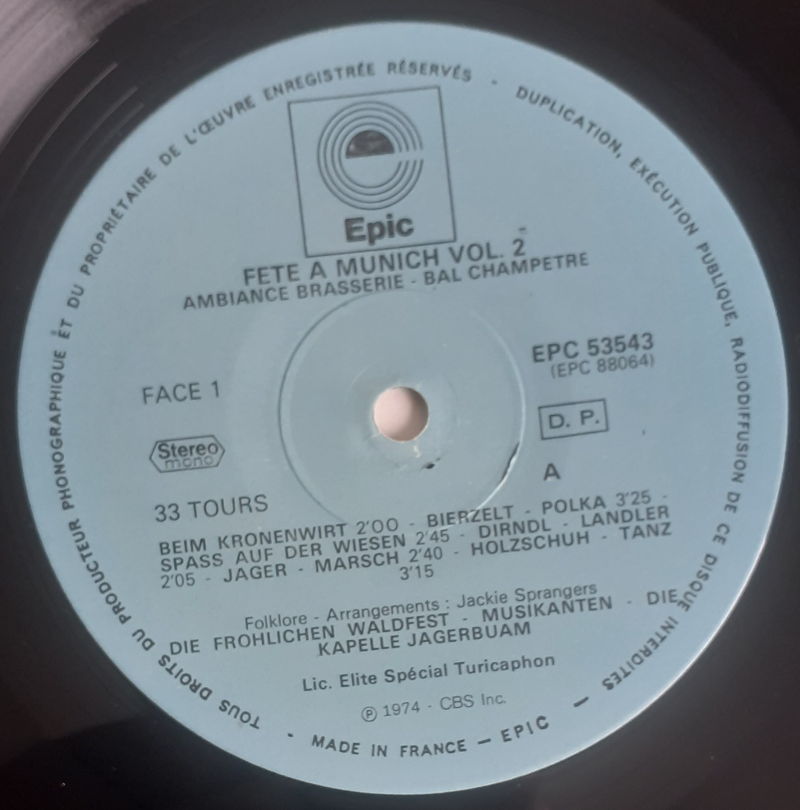 TOUS DROITS DU PRODUCTEUR PHONOGRAPHIQUE ET DU PROPRIÉTAIRE DE L'ŒUVRE ENREGISTRÉE RÉSERVÉS - DUPLICATION, EXÉCUTION PUBLIQUE, RADIODIFFUSION DE CE DISQUE INTERDITES —
e
Epic
FETE A MUNICH VOL. 2
AMBIANCE BRASSERIE - BAL CHAMPETRE
EPC 53543
(EPC 88064)
FACE 1
D. P.
Stereo
mono
A
33 TOURS
BEIM KRONENWIRT 2'00 - BIERZELT - POLKA 3'25 -
SPASS AUF DER WIESEN 2'45 - DIRNDL - LANDLER
2'05 - JAGER - MARSCH 2'40 - HOLZSCHUH - TANZ
3'15
Folklore - Arrangements : Jackie Sprangers
DIE FROHLICHEN WALDFEST - MUSIKANTEN - DIE
KAPELLE JAGERBUAM
Lic. Elite Spécial Turicaphon
℗ 1974 · CBS Inc.
- MADE IN FRANCE — EPIC